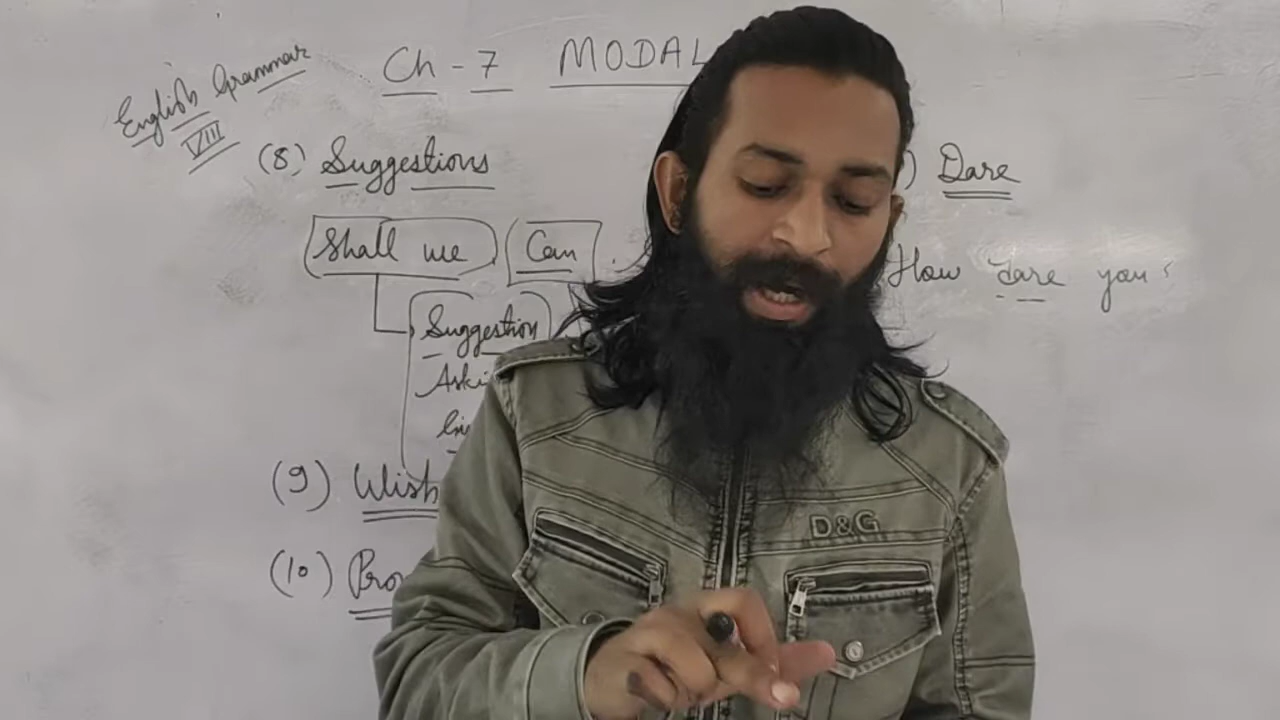 English Grammar
VIII
Ch - 7 MODAL
(8) Suggestions
Shall we, Can
Suggestion
(9) Wish
(10)
) Dare
How dare you
D&G